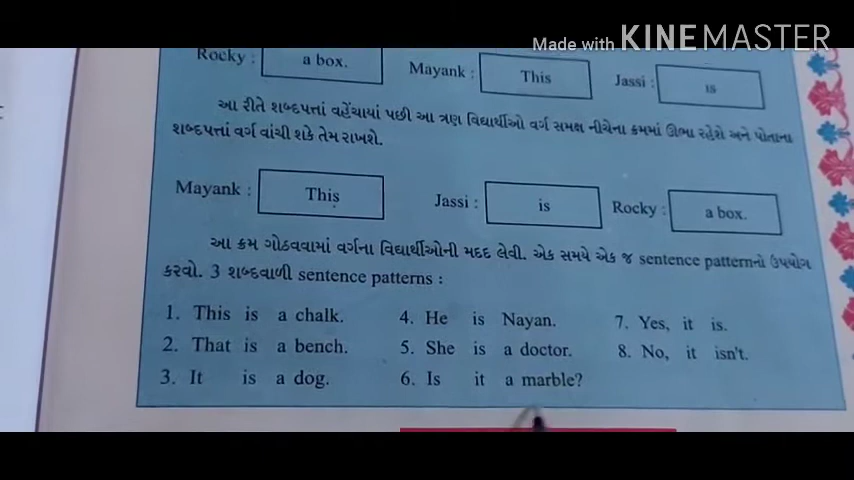 Made with KINEMASTER
Rocky : a box. Mayank : This Jassi : is
આ રીતે શબ્દપત્તાં વહેંચાયાં પછી આ ત્રણ વિદ્યાર્થીઓ વર્ગ સમક્ષ નીચેના ક્રમમાં ઊભા રહેશે અને પોતાના
શબ્દપત્તાં વર્ગ વાંચી શકે તેમ રાખશે.
Mayank : This Jassi : is Rocky : a box.
આ ક્રમ ગોઠવવામાં વર્ગના વિદ્યાર્થીઓની મદદ લેવી. એક સમયે એક જ sentence patternનો ઉપયોગ
કરવો. 3 શબ્દવાળી sentence patterns :
1. This is a chalk. 4. He is Nayan. 7. Yes, it is.
2. That is a bench. 5. She is a doctor. 8. No, it isn't.
3. It is a dog. 6. Is it a marble?